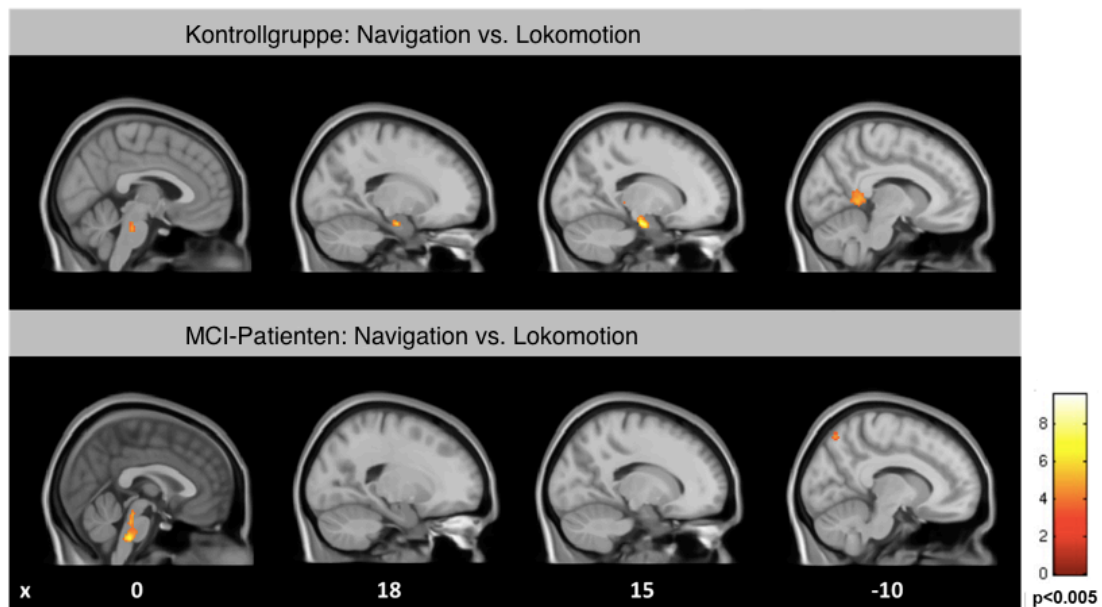 Kontrollgruppe: Navigation vs. Lokomotion
MCI-Patienten: Navigation vs. Lokomotion
8
6
4
2
0
x 0 18 15 -10
p<0.005